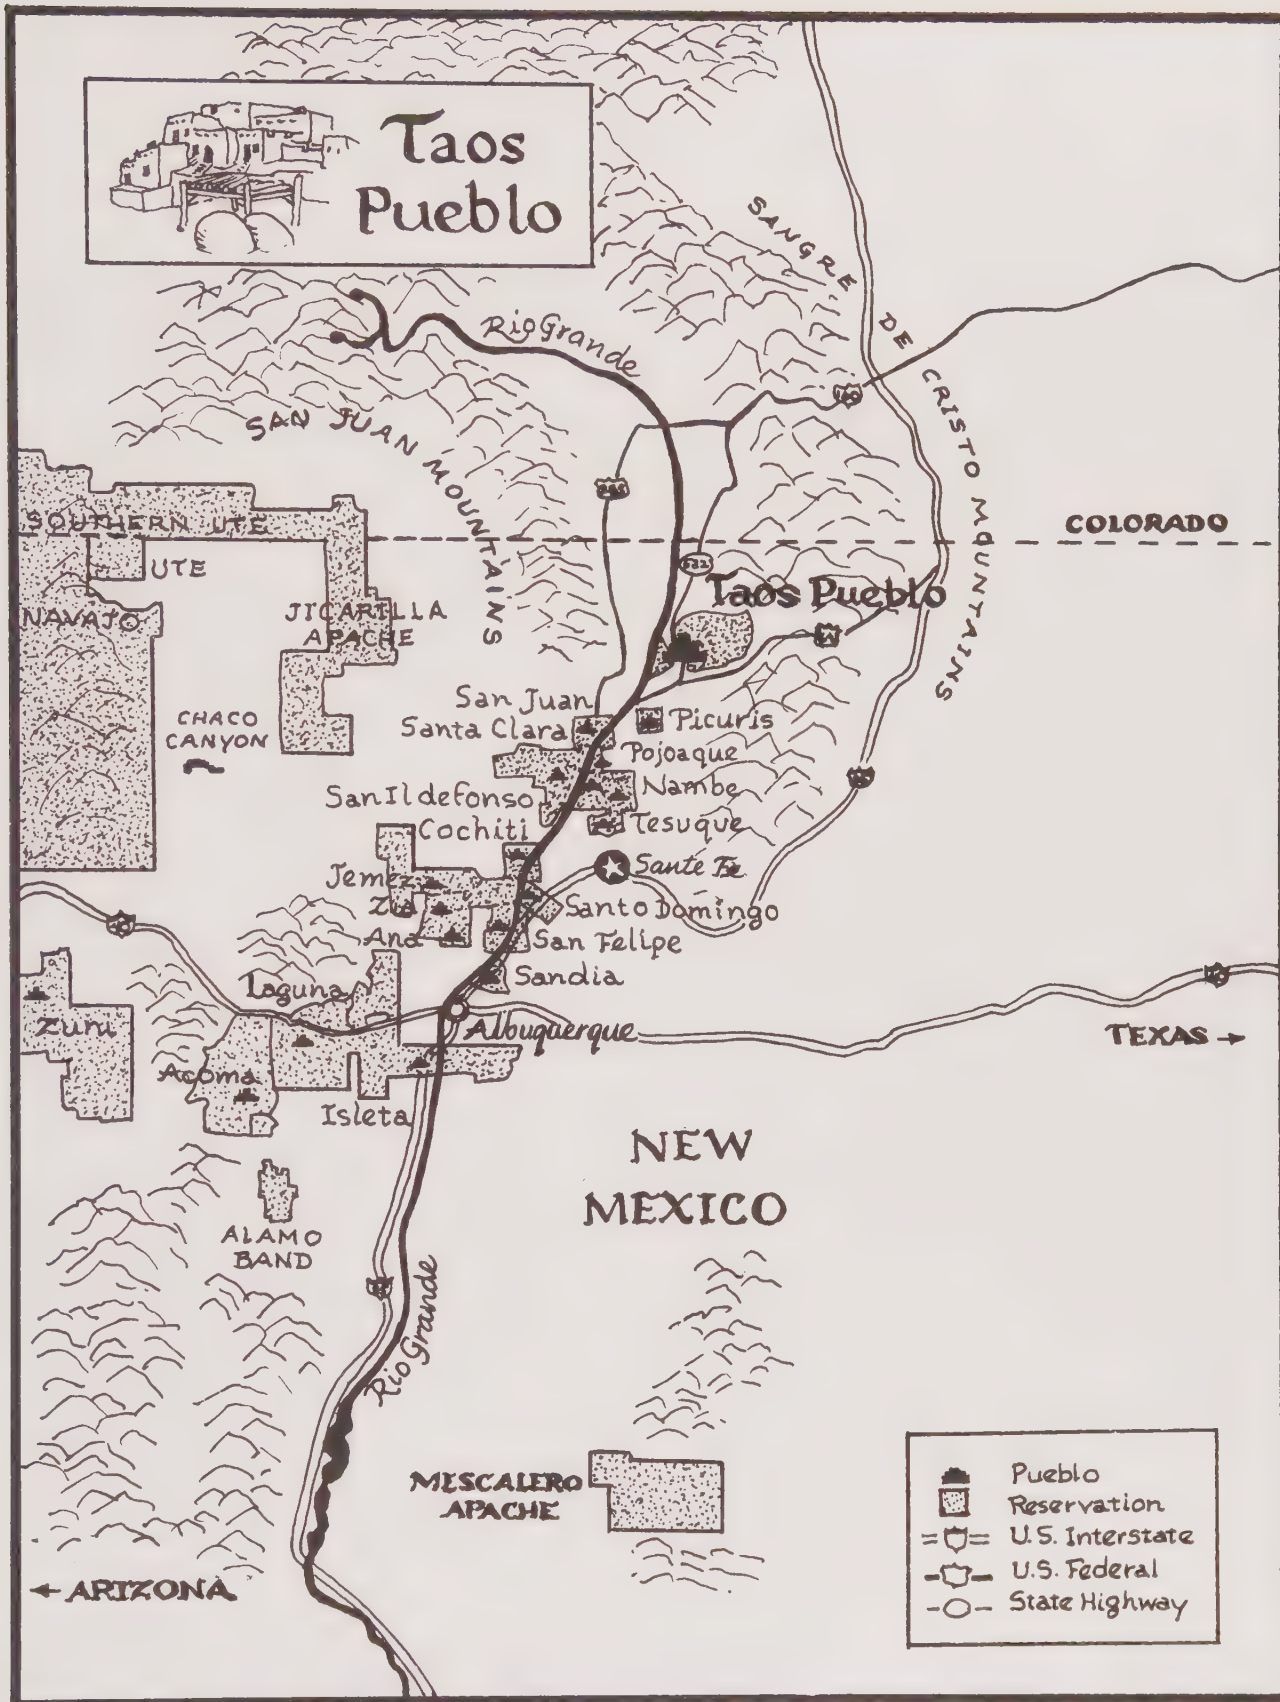 Taos
Pueblo
SANGRE DE CRISTO MOUNTAINS
Rio Grande
SAN JUAN MOUNTAINS
160
285
SOUTHERN UTE
COLORADO
UTE
522
Taos Pueblo
NAVAJO
JICARILLA
APACHE
San Juan
Santa Clara
Picuris
CHACO
CANYON
Pojoaque
San Ildefonso
Nambe
Cochiti
Tesuque
Jemez
Sante Fe
Zia
Santo Domingo
Ana
San Felipe
Laguna
Sandia
Zuni
Albuquerque
TEXAS →
Acoma
Isleta
NEW
MEXICO
ALAMO
BAND
Rio Grande
MESCALERO
APACHE
Pueblo
Reservation
U.S. Interstate
U.S. Federal
State Highway
← ARIZONA